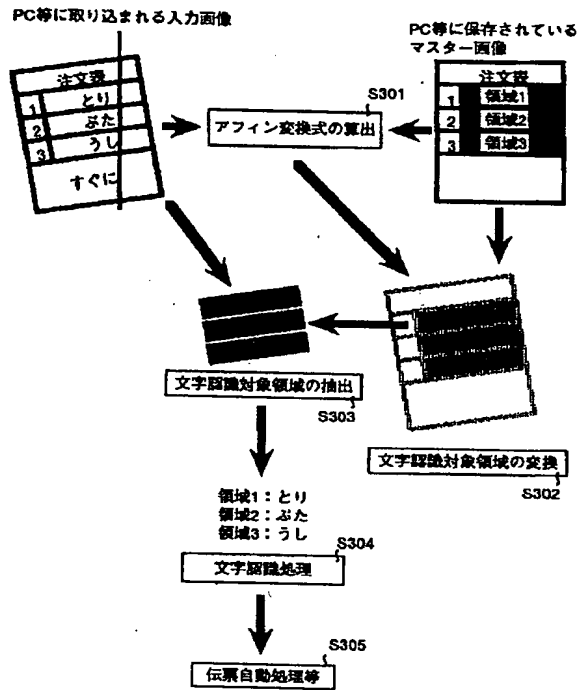 PC等に取り込まれる入力画像
注文表
1 とり
2 ぶた
3 うし
すぐに
PC等に保存されている
マスター画像
注文表
1 領域1
2 領域2
3 領域3
S301
アフィン変換式の算出
文字認識対象領域の抽出
S303
文字認識対象領域の変換
S302
領域1：とり
領域2：ぶた
領域3：うし
S304
文字認識処理
S305
伝票自動処理等